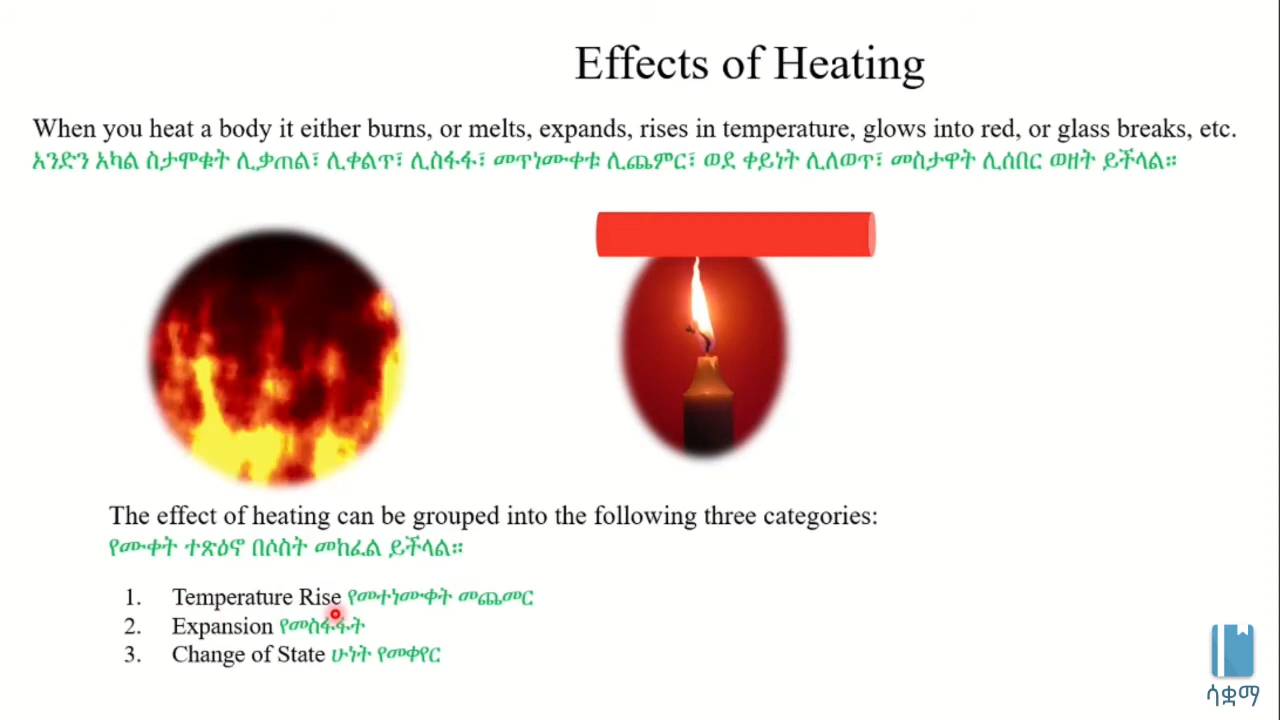 Effects of Heating
When you heat a body it either burns, or melts, expands, rises in temperature, glows into red, or glass breaks, etc.
አንድን አካል ስታሞቁት ሊቃጠል፣ ሊቀልጥ፣ ሊስፋፋ፣ መጥነሙቀቱ ሊጨምር፣ ወደ ቀይነት ሊለወጥ፣ መስታዋት ሊሰበር ወዘት ይችላል።
The effect of heating can be grouped into the following three categories:
የሙቀት ተጽዕኖ በሶስት መከፈል ይችላል።
1. Temperature Rise የመተነሙቀት መጨመር
2. Expansion የመስፋፋት
3. Change of State ሁነት የመቀየር
ሳቋማ